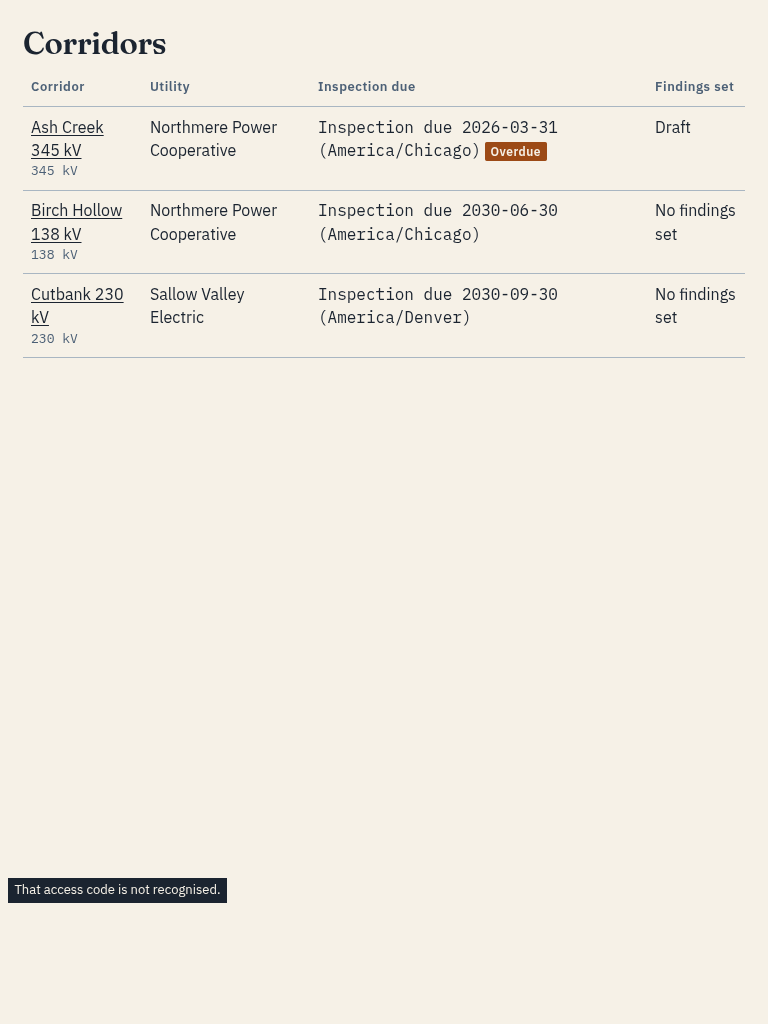 Corridors
Corridor Utility Inspection due Findings set
Ash Creek 345 kV
345 kV
Northmere Power Cooperative
Inspection due 2026-03-31 (America/Chicago) Overdue
Draft
Birch Hollow 138 kV
138 kV
Northmere Power Cooperative
Inspection due 2030-06-30 (America/Chicago)
No findings set
Cutbank 230 kV
230 kV
Sallow Valley Electric
Inspection due 2030-09-30 (America/Denver)
No findings set
That access code is not recognised.